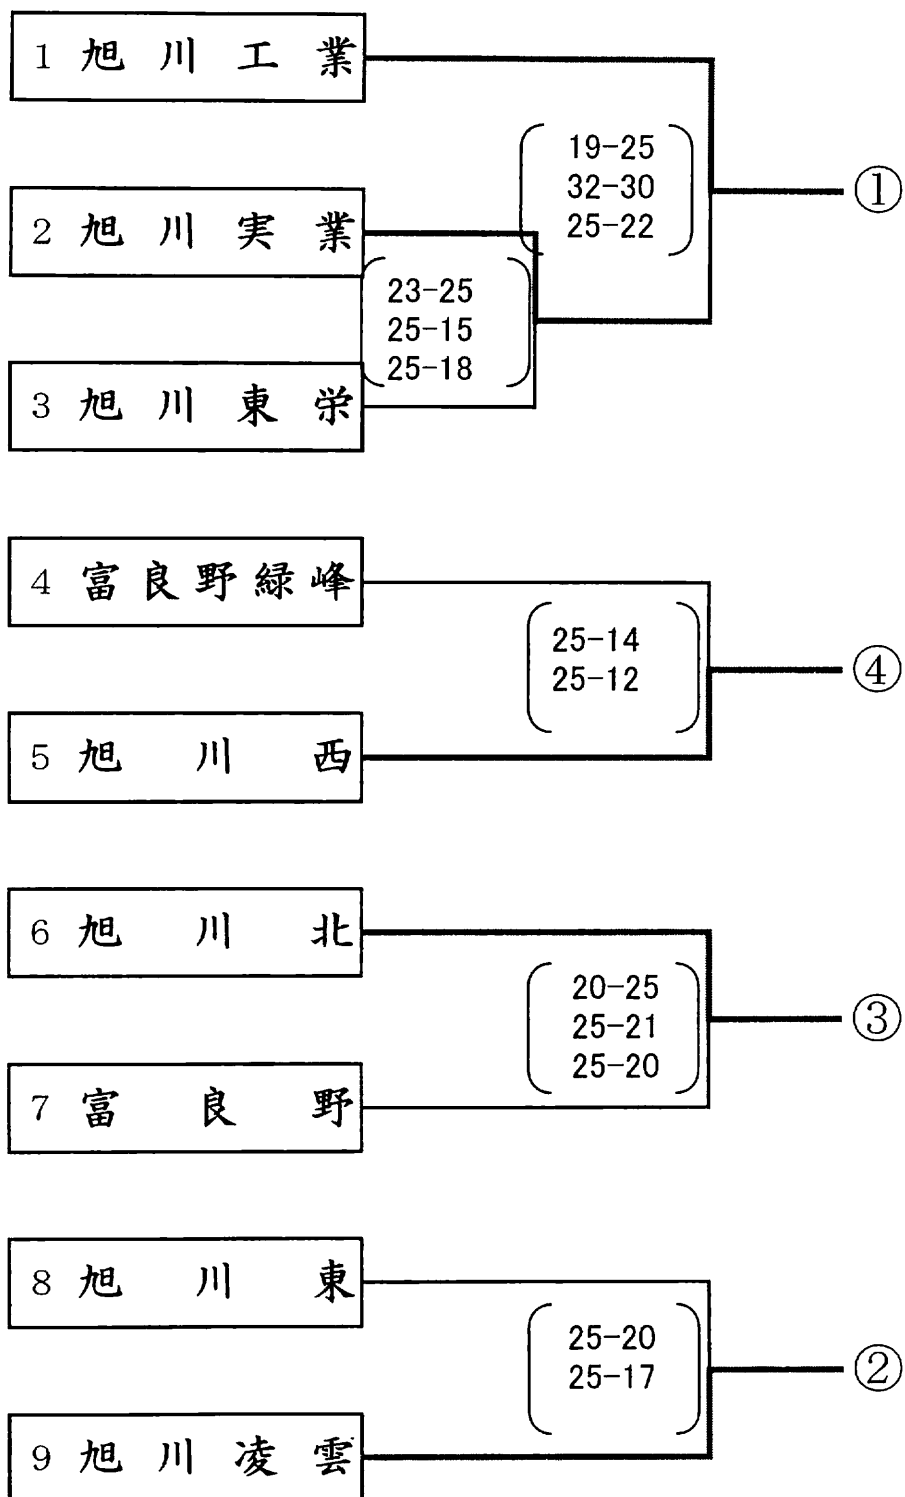 1 旭川工業
19-25
32-30
25-22
①
2 旭川実業
23-25
25-15
25-18
3 旭川東栄
4 富良野緑峰
25-14
25-12
④
5 旭川西
6 旭川北
20-25
25-21
25-20
③
7 富良野
8 旭川東
25-20
25-17
②
9 旭川凌雲